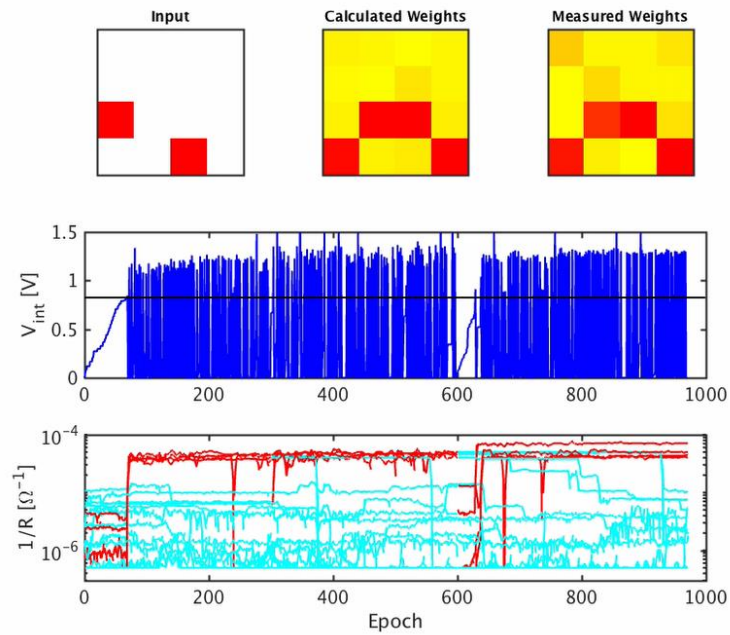 Input Calculated Weights Measured Weights
1.5
1
0.5
0
V_int [V]
0 200 400 600 800 1000
10^-4
10^-6
1/R [Ω^-1]
0 200 400 600 800 1000
Epoch